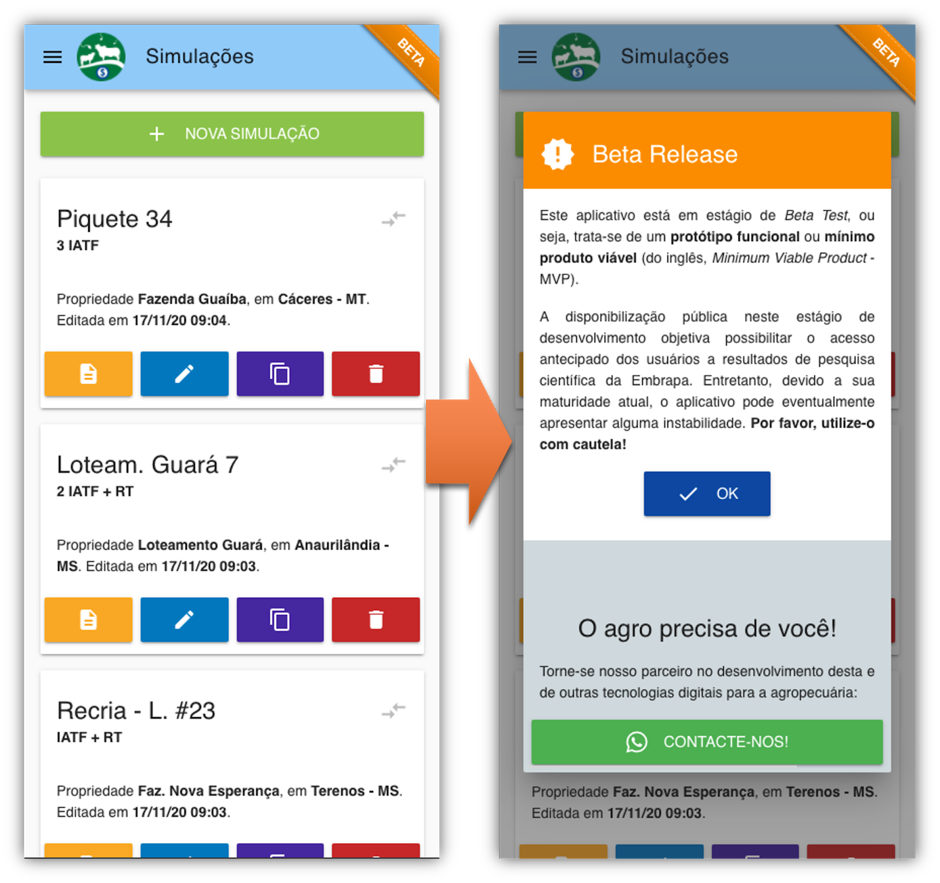 Simulações
BETA
NOVA SIMULAÇÃO
Piquete 34
3 IATF
Propriedade Fazenda Guaíba, em Cáceres - MT.
Editada em 17/11/20 09:04.
Loteam. Guará 7
2 IATF + RT
Propriedade Loteamento Guará, em Anaurilândia -
MS. Editada em 17/11/20 09:03.
Recria - L. #23
IATF + RT
Propriedade Faz. Nova Esperança, em Terenos - MS.
Editada em 17/11/20 09:03.
Simulações
BETA
Beta Release
Este aplicativo está em estágio de Beta Test, ou
seja, trata-se de um protótipo funcional ou mínimo
produto viável (do inglês, Minimum Viable Product -
MVP).
A disponibilização pública neste estágio de
desenvolvimento objetiva possibilitar o acesso
antecipado dos usuários a resultados de pesquisa
científica da Embrapa. Entretanto, devido a sua
maturidade atual, o aplicativo pode eventualmente
apresentar alguma instabilidade. Por favor, utilize-o
com cautela!
OK
O agro precisa de você!
Torne-se nosso parceiro no desenvolvimento desta e
de outras tecnologias digitais para a agropecuária:
CONTACTE-NOS!
Propriedade Faz. Nova Esperança, em Terenos - MS.
Editada em 17/11/20 09:03.